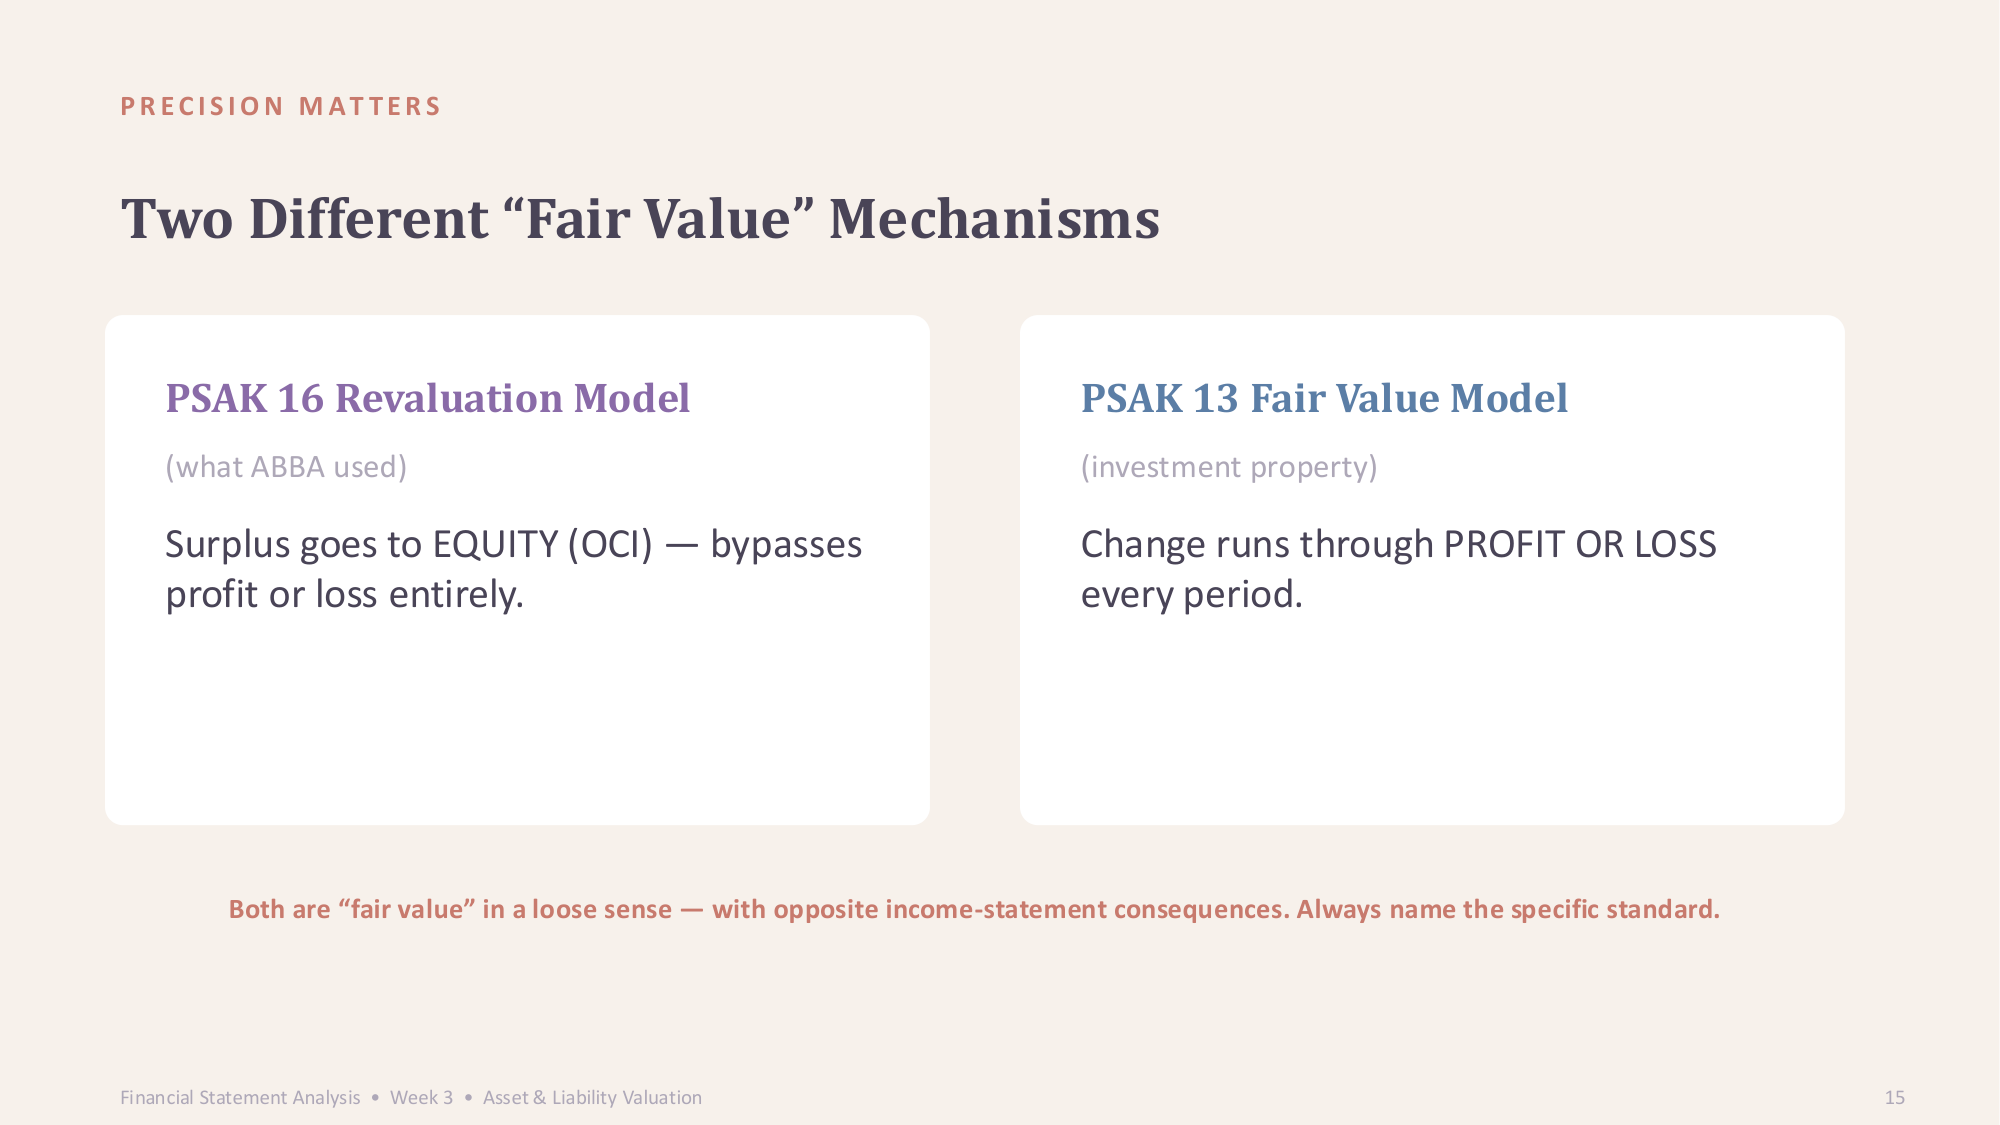 PRECISION MATTERS
Two Different “Fair Value” Mechanisms
PSAK 16 Revaluation Model
(what ABBA used)
Surplus goes to EQUITY (OCI) — bypasses
profit or loss entirely.
PSAK 13 Fair Value Model
(investment property)
Change runs through PROFIT OR LOSS
every period.
Both are “fair value” in a loose sense — with opposite income-statement consequences. Always name the specific standard.
Financial Statement Analysis • Week 3 • Asset & Liability Valuation
15